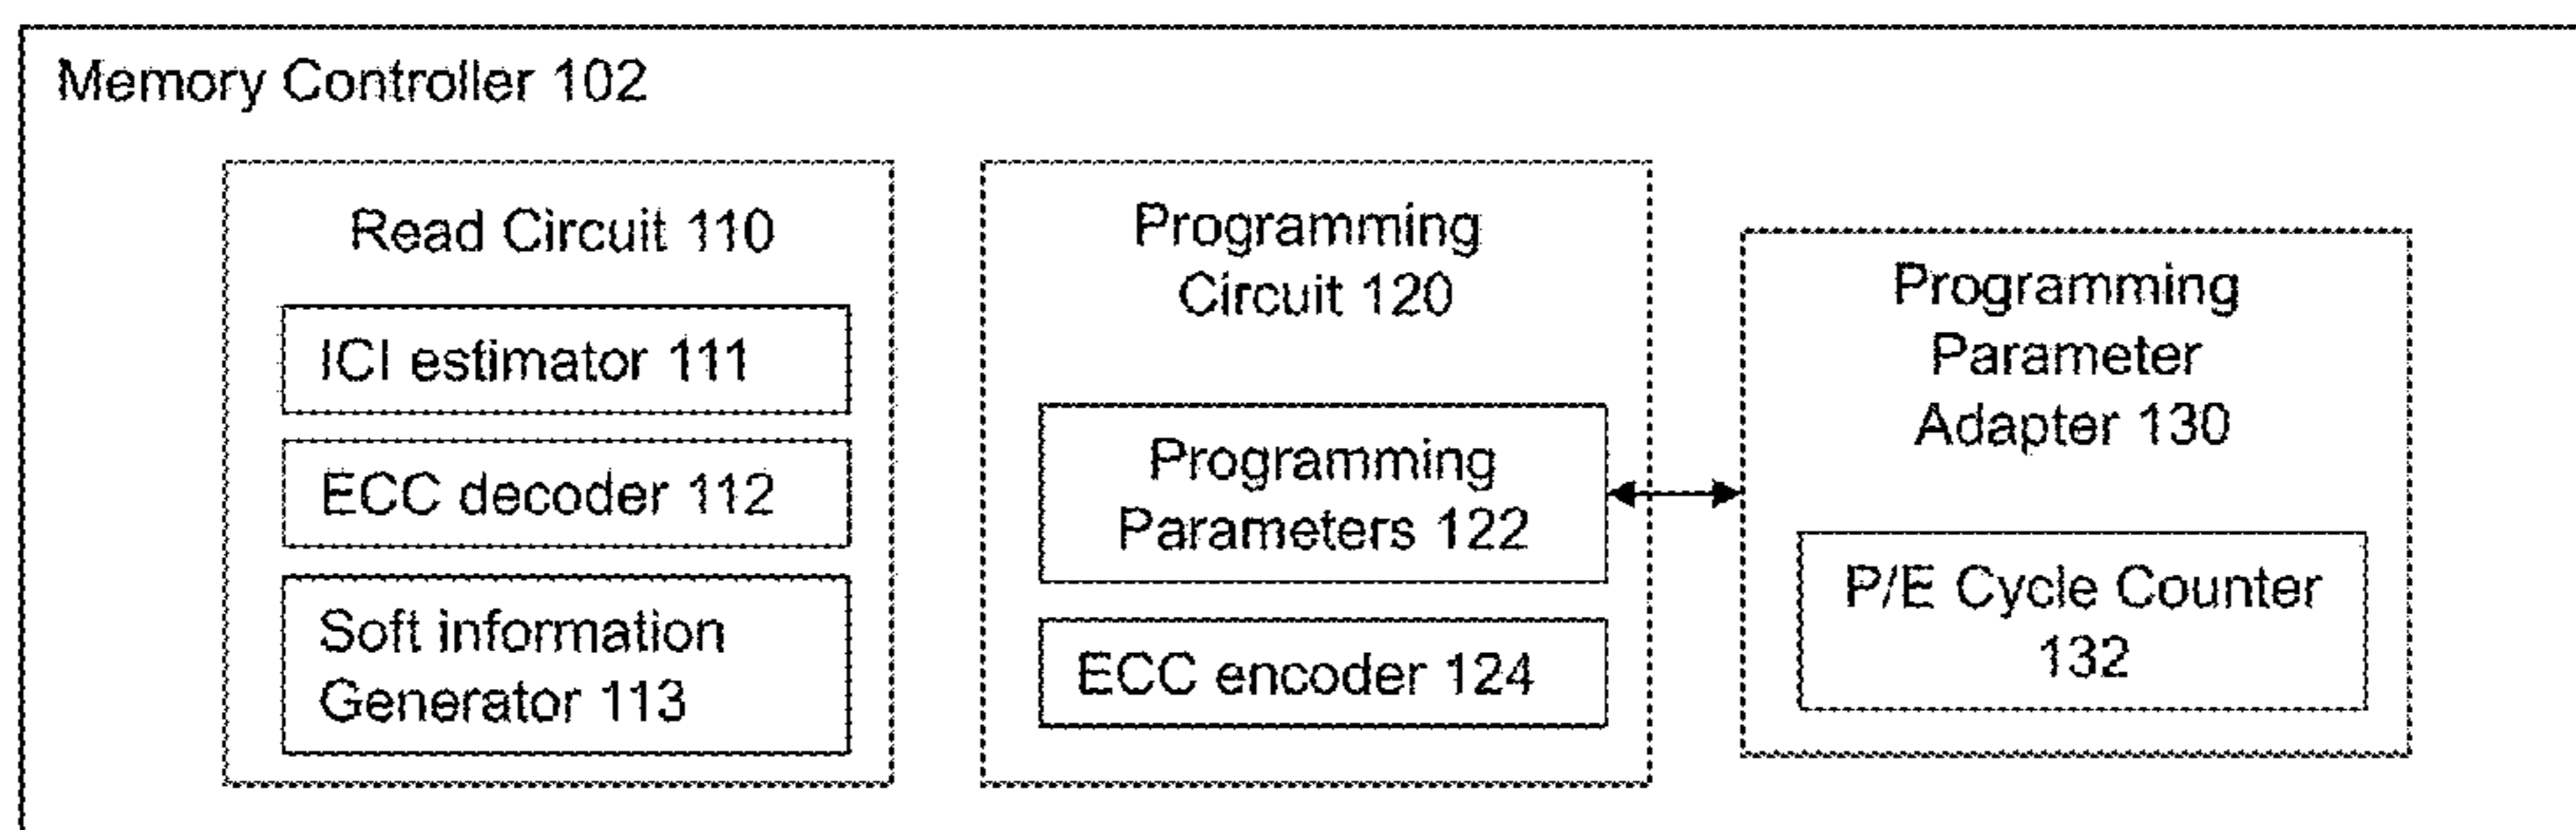 Memory Controller 102
Read Circuit 110
ICI estimator 111
ECC decoder 112
Soft information
Generator 113
Programming
Circuit 120
Programming
Parameters 122
ECC encoder 124
Programming
Parameter
Adapter 130
P/E Cycle Counter
132